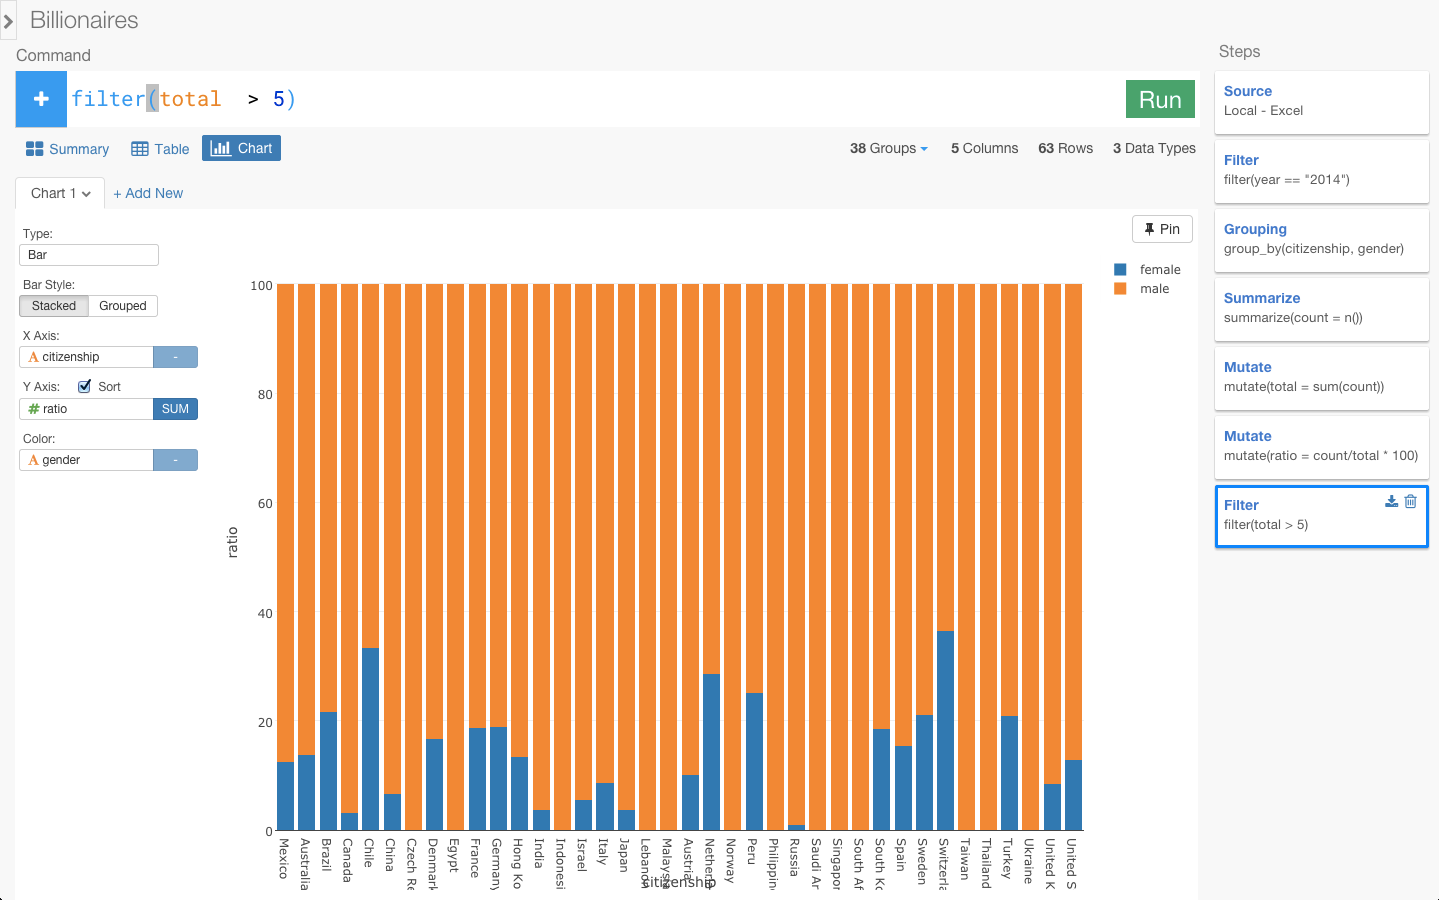 Billionaires
Command
filter(total > 5)
Run
Summary
Table
Chart
38 Groups
5 Columns
63 Rows
3 Data Types
Chart 1
+ Add New
Pin
Type:
Bar
Bar Style:
Stacked
Grouped
X Axis:
A citizenship
-
Y Axis:
Sort
# ratio
SUM
Color:
A gender
-
female
male
100
80
60
40
20
0
ratio
Mexico
Australia
Brazil
Canada
Chile
China
Czech Re
Denmark
Egypt
France
Germany
Hong Ko
India
Indonesi
Israel
Italy
Japan
Lebanon
Malaysia
Austria
Netherla
Norway
Peru
Philippin
Russia
Saudi Ar
Singapor
South Af
South Ko
Spain
Sweden
Switzerla
Taiwan
Thailand
Turkey
Ukraine
United K
United S
citizenship
Steps
Source
Local - Excel
Filter
filter(year == "2014")
Grouping
group_by(citizenship, gender)
Summarize
summarize(count = n())
Mutate
mutate(total = sum(count))
Mutate
mutate(ratio = count/total * 100)
Filter
filter(total > 5)